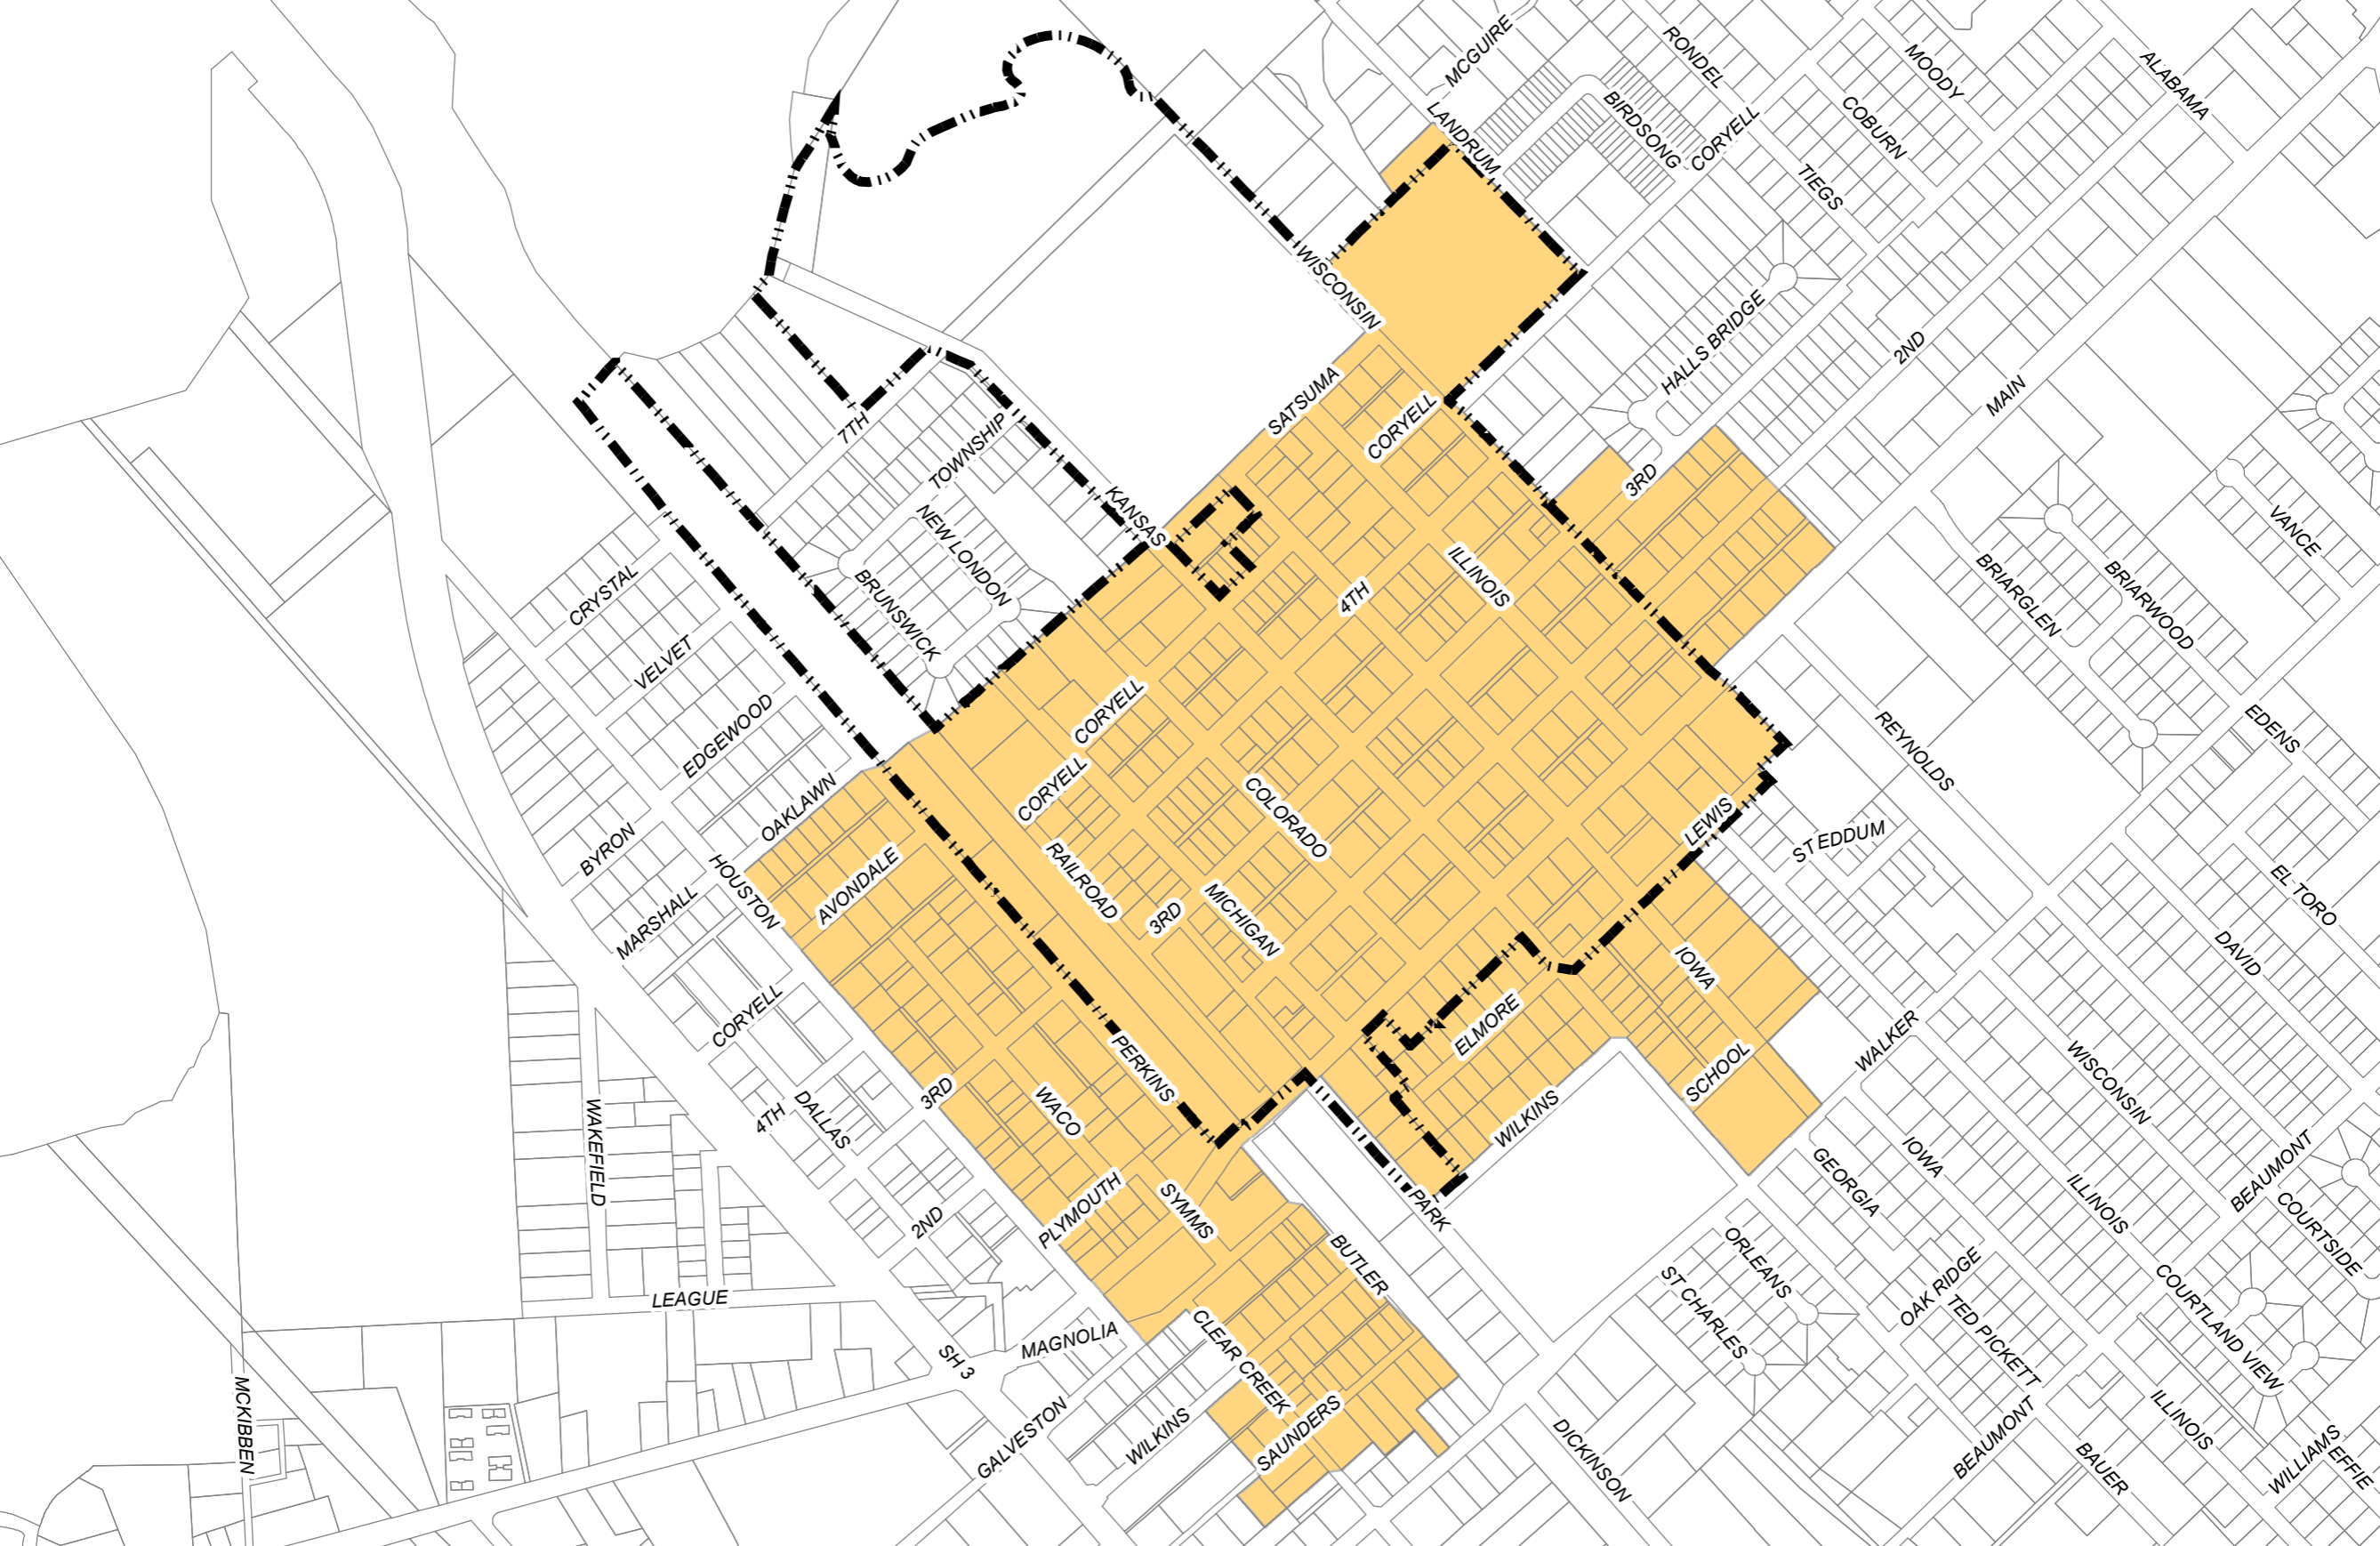 MCGUIRE
RONDEL
MOODY
ALABAMA
LANDRUM
BIRDSONG
CORYELL
COBURN
TIEGS
WISCONSIN
HALLS BRIDGE
2ND
MAIN
SATSUMA
CORYELL
7TH
TOWNSHIP
KANSAS
3RD
NEW LONDON
BRUNSWICK
ILLINOIS
4TH
VANCE
BRIARGLEN
BRIARWOOD
CRYSTAL
VELVET
EDGEWOOD
CORYELL
REYNOLDS
EDENS
OAKLAWN
CORYELL
COLORADO
LEWIS
ST EDDUM
BYRON
HOUSTON
MARSHALL
AVONDALE
RAILROAD
3RD
MICHIGAN
IOWA
EL TORO
DAVID
CORYELL
PERKINS
ELMORE
SCHOOL
WALKER
WISCONSIN
3RD
WACO
4TH
DALLAS
WAKEFIELD
WILKINS
GEORGIA
IOWA
BEAUMONT
ILLINOIS
COURTSIDE
PLYMOUTH
SYMMS
2ND
PARK
BUTLER
ORLEANS
ST CHARLES
OAK RIDGE
TED PICKETT
COURTLAND VIEW
LEAGUE
MAGNOLIA
SH 3
CLEAR CREEK
MCKIBBEN
GALVESTON
WILKINS
SAUNDERS
DICKINSON
BEAUMONT
BAUER
ILLINOIS
WILLIAMS
EFFIE